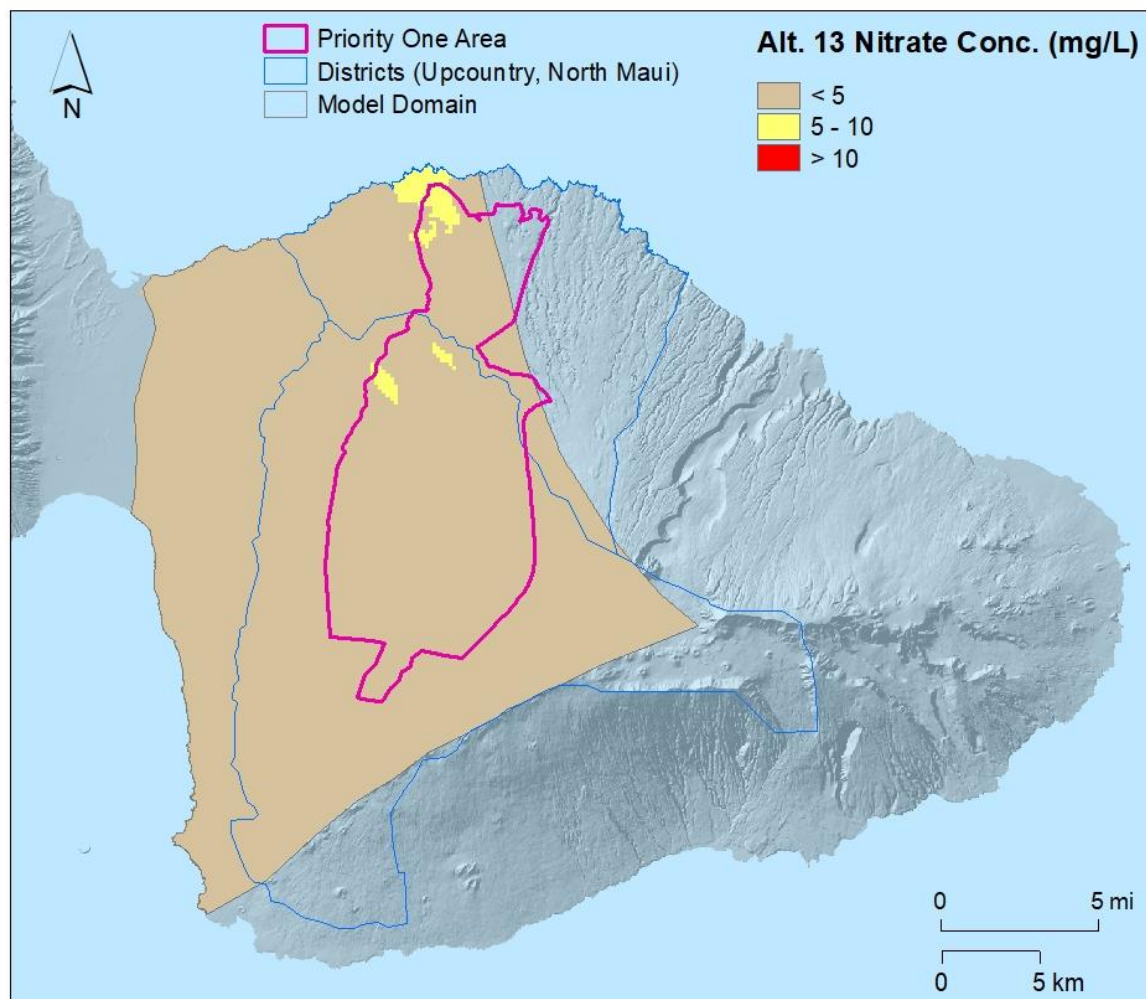 N
Priority One Area
Districts (Upcountry, North Maui)
Model Domain
Alt. 13 Nitrate Conc. (mg/L)
< 5
5 - 10
> 10
0 5 mi
0 5 km